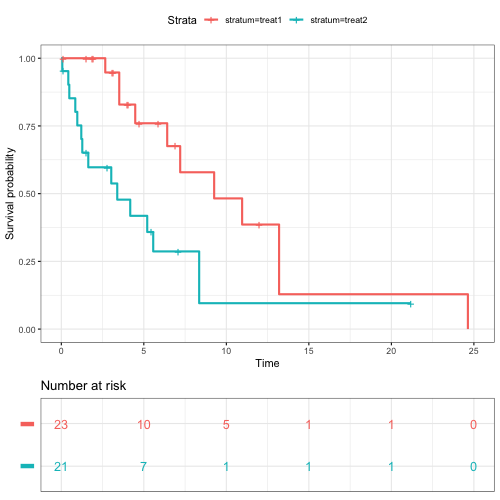 Strata stratum=treat1 stratum=treat2
Survival probability
1.00
0.75
0.50
0.25
0.00
0 5 10 15 20 25
Time
Number at risk
23 10 5 1 1 0
21 7 1 1 1 0